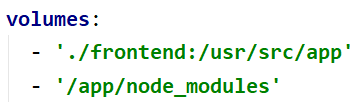 volumes:
  - './frontend:/usr/src/app'
  - '/app/node_modules'